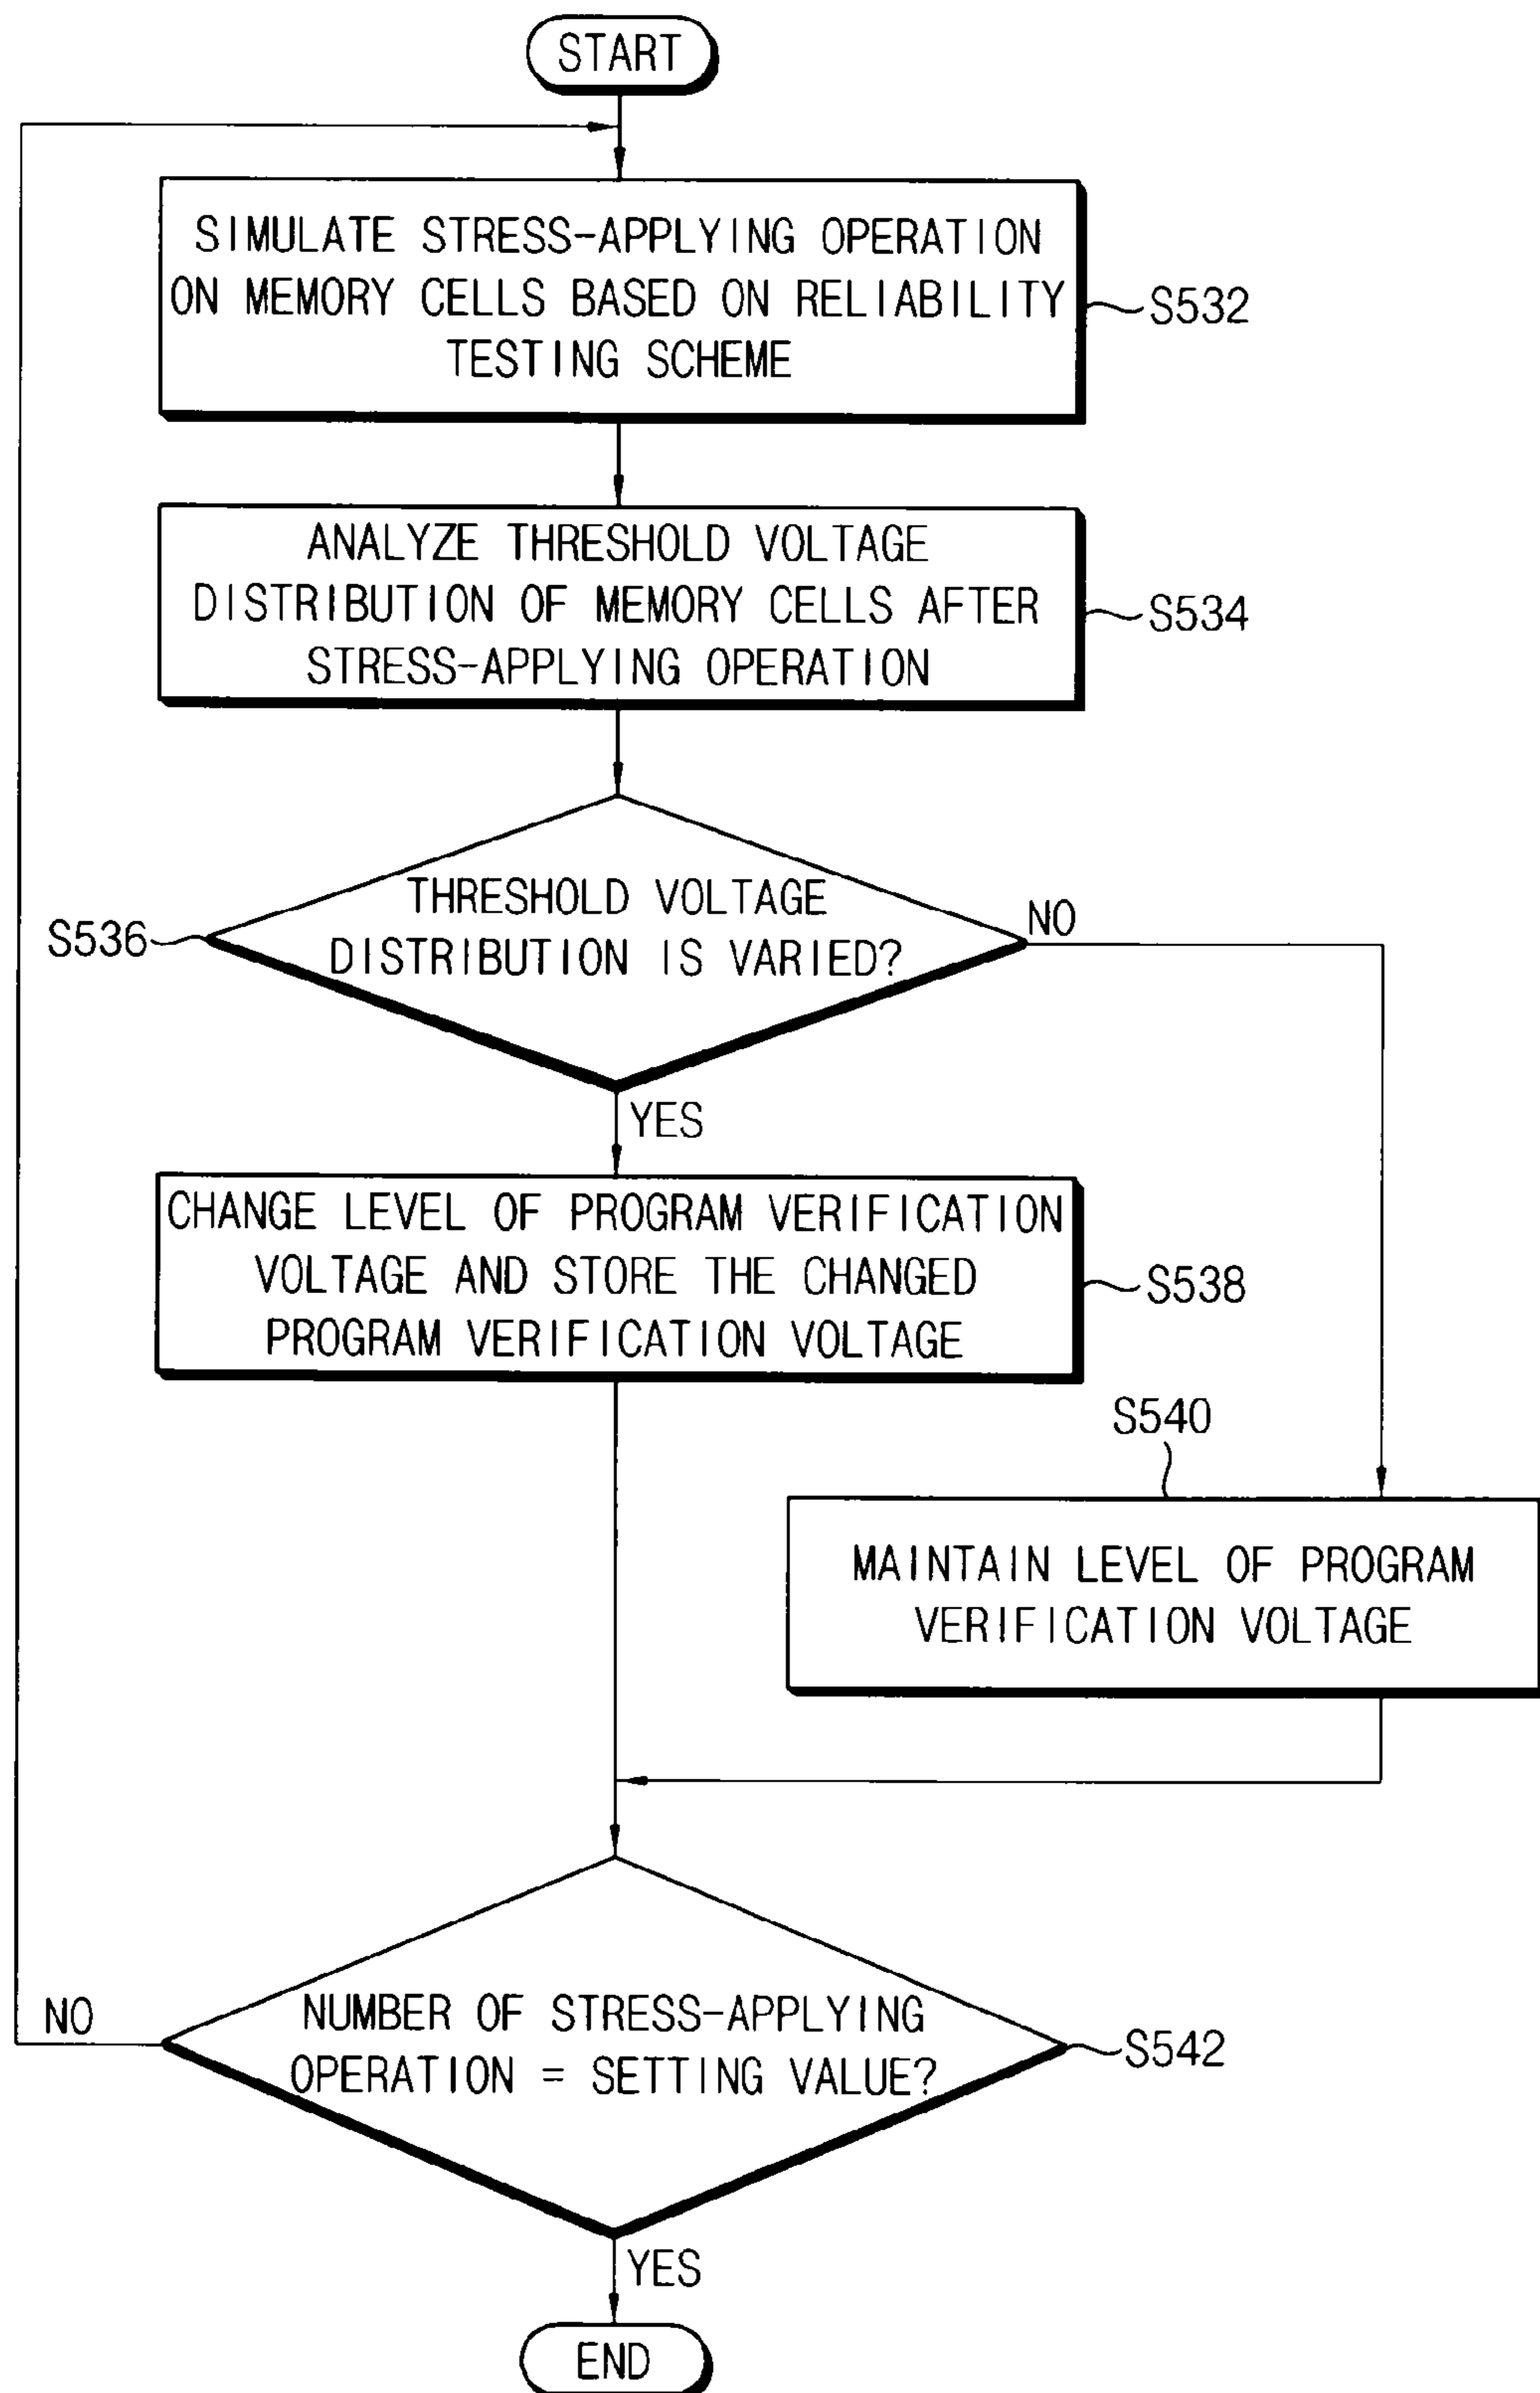 START
SIMULATE STRESS-APPLYING OPERATION
ON MEMORY CELLS BASED ON RELIABILITY
TESTING SCHEME
S532
ANALYZE THRESHOLD VOLTAGE
DISTRIBUTION OF MEMORY CELLS AFTER
STRESS-APPLYING OPERATION
S534
THRESHOLD VOLTAGE
DISTRIBUTION IS VARIED?
S536
NO
YES
CHANGE LEVEL OF PROGRAM VERIFICATION
VOLTAGE AND STORE THE CHANGED
PROGRAM VERIFICATION VOLTAGE
S538
S540
MAINTAIN LEVEL OF PROGRAM
VERIFICATION VOLTAGE
NUMBER OF STRESS-APPLYING
OPERATION = SETTING VALUE?
NO
S542
YES
END